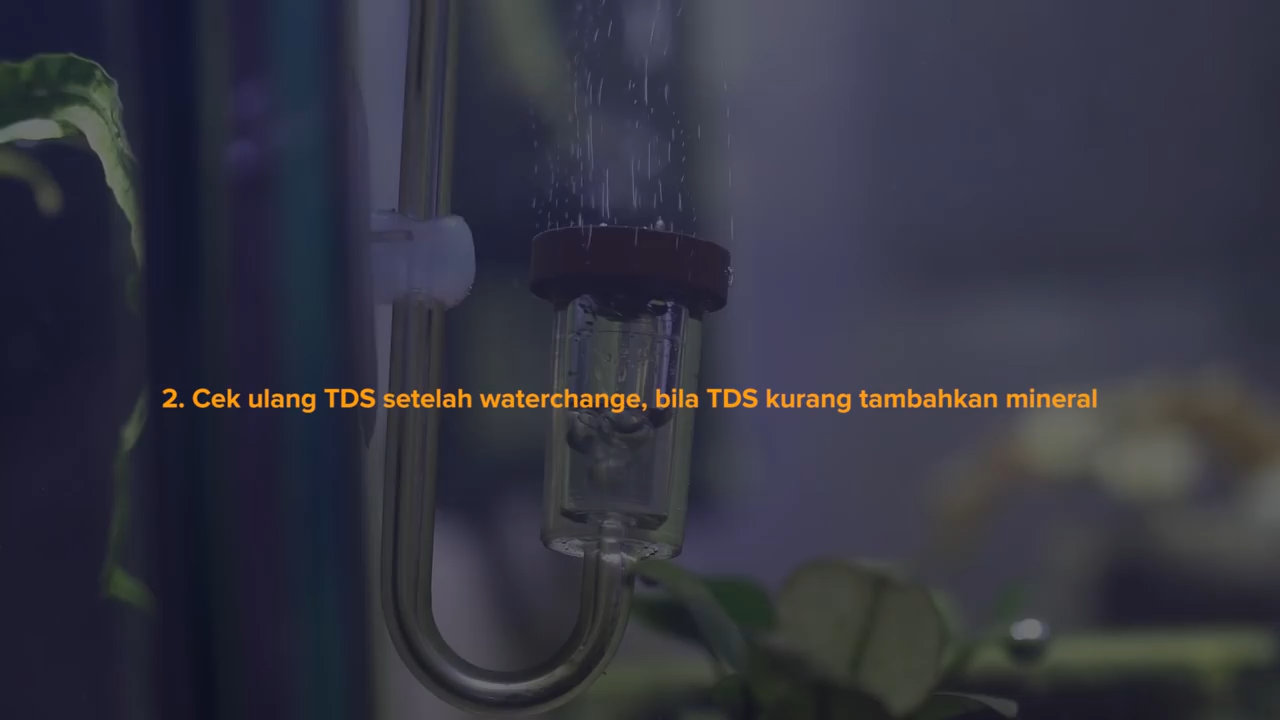 2. Cek ulang TDS setelah waterchange, bila TDS kurang tambahkan mineral